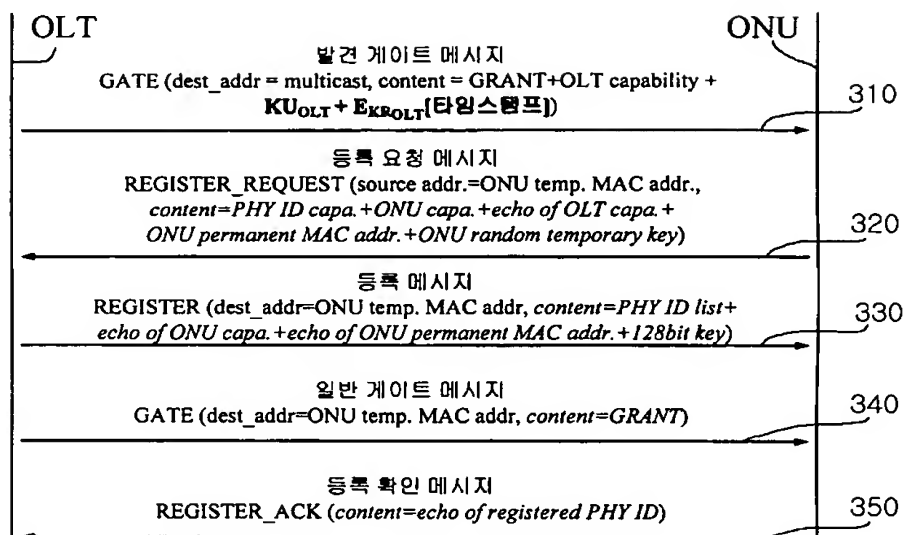 OLT
ONU
발견 게이트 메시지
GATE (dest_addr = multicast, content = GRANT+OLT capability +
KU_OLT + E_KR_OLT[타임스탬프])
310
등록 요청 메시지
REGISTER_REQUEST (source addr.=ONU temp. MAC addr.,
content=PHY ID capa.+ONU capa.+echo of OLT capa.+
ONU permanent MAC addr.+ONU random temporary key)
320
등록 메시지
REGISTER (dest_addr=ONU temp. MAC addr, content=PHY ID list+
echo of ONU capa.+echo of ONU permanent MAC addr.+128bit key)
330
일반 게이트 메시지
GATE (dest_addr=ONU temp. MAC addr, content=GRANT)
340
등록 확인 메시지
REGISTER_ACK (content=echo of registered PHY ID)
350